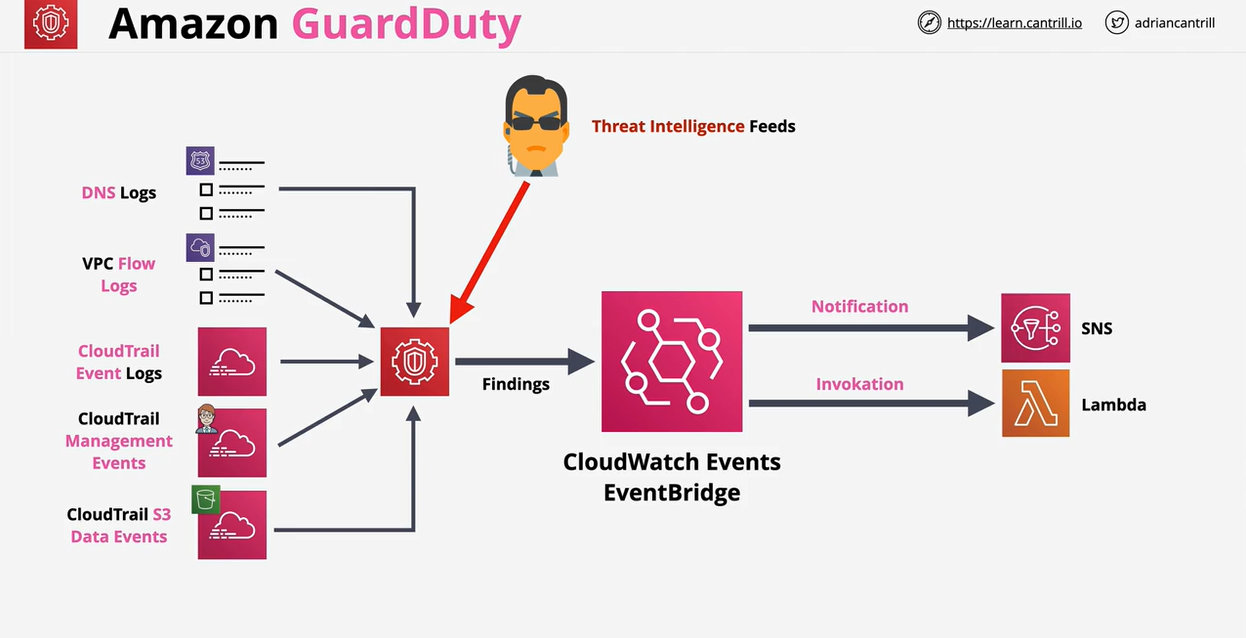 Amazon GuardDuty
https://learn.cantrill.io
adriancantrill
Threat Intelligence Feeds
53
DNS Logs
VPC Flow
Logs
CloudTrail
Event Logs
CloudTrail
Management
Events
CloudTrail S3
Data Events
Findings
CloudWatch Events
EventBridge
Notification
SNS
Invokation
Lambda